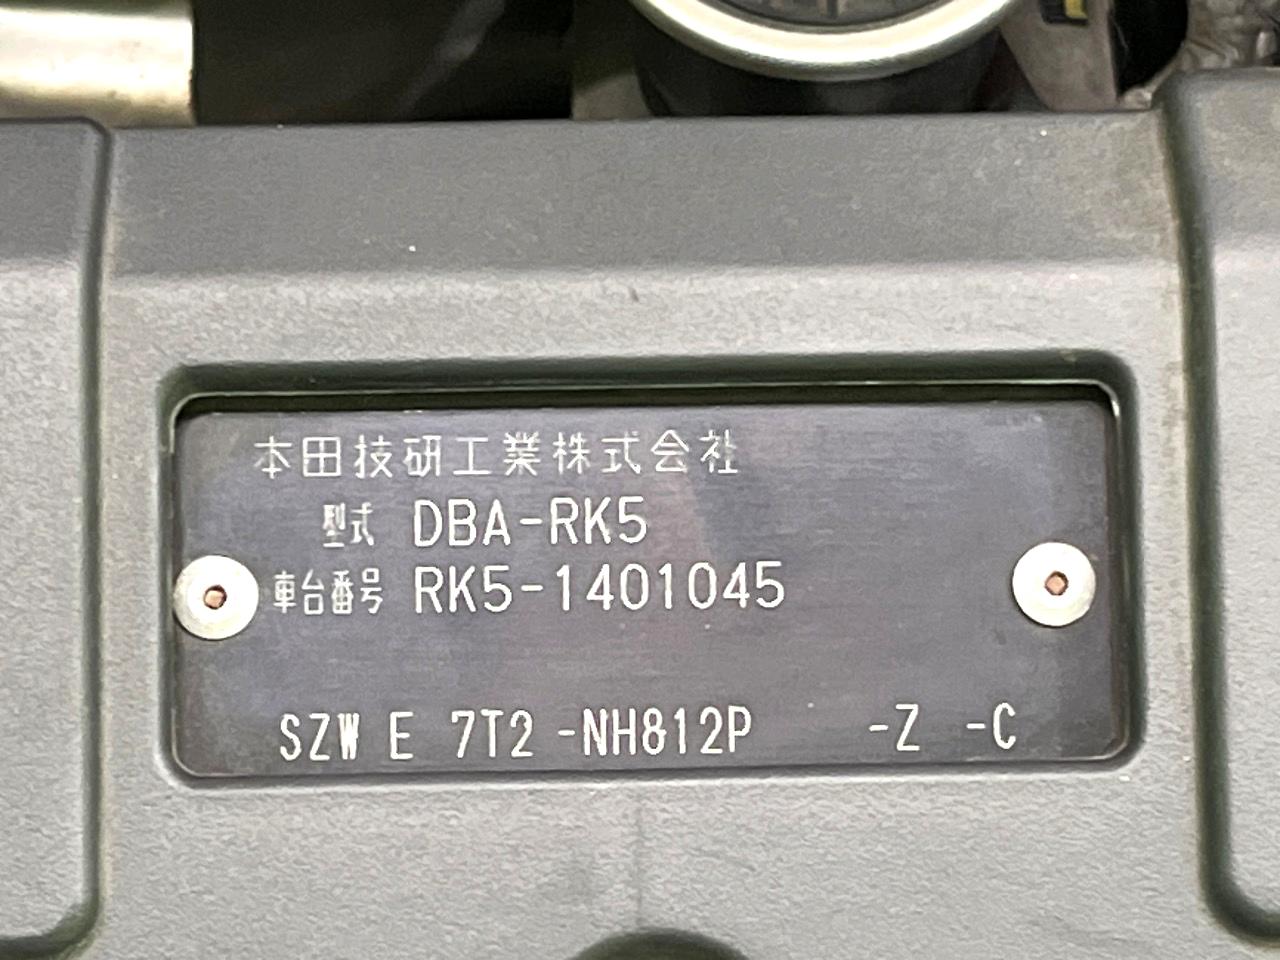 本田技研工業株式会社
型式 DBA-RK5
車台番号 RK5-1401045
SZW E 7T2 -NH812P -Z -C